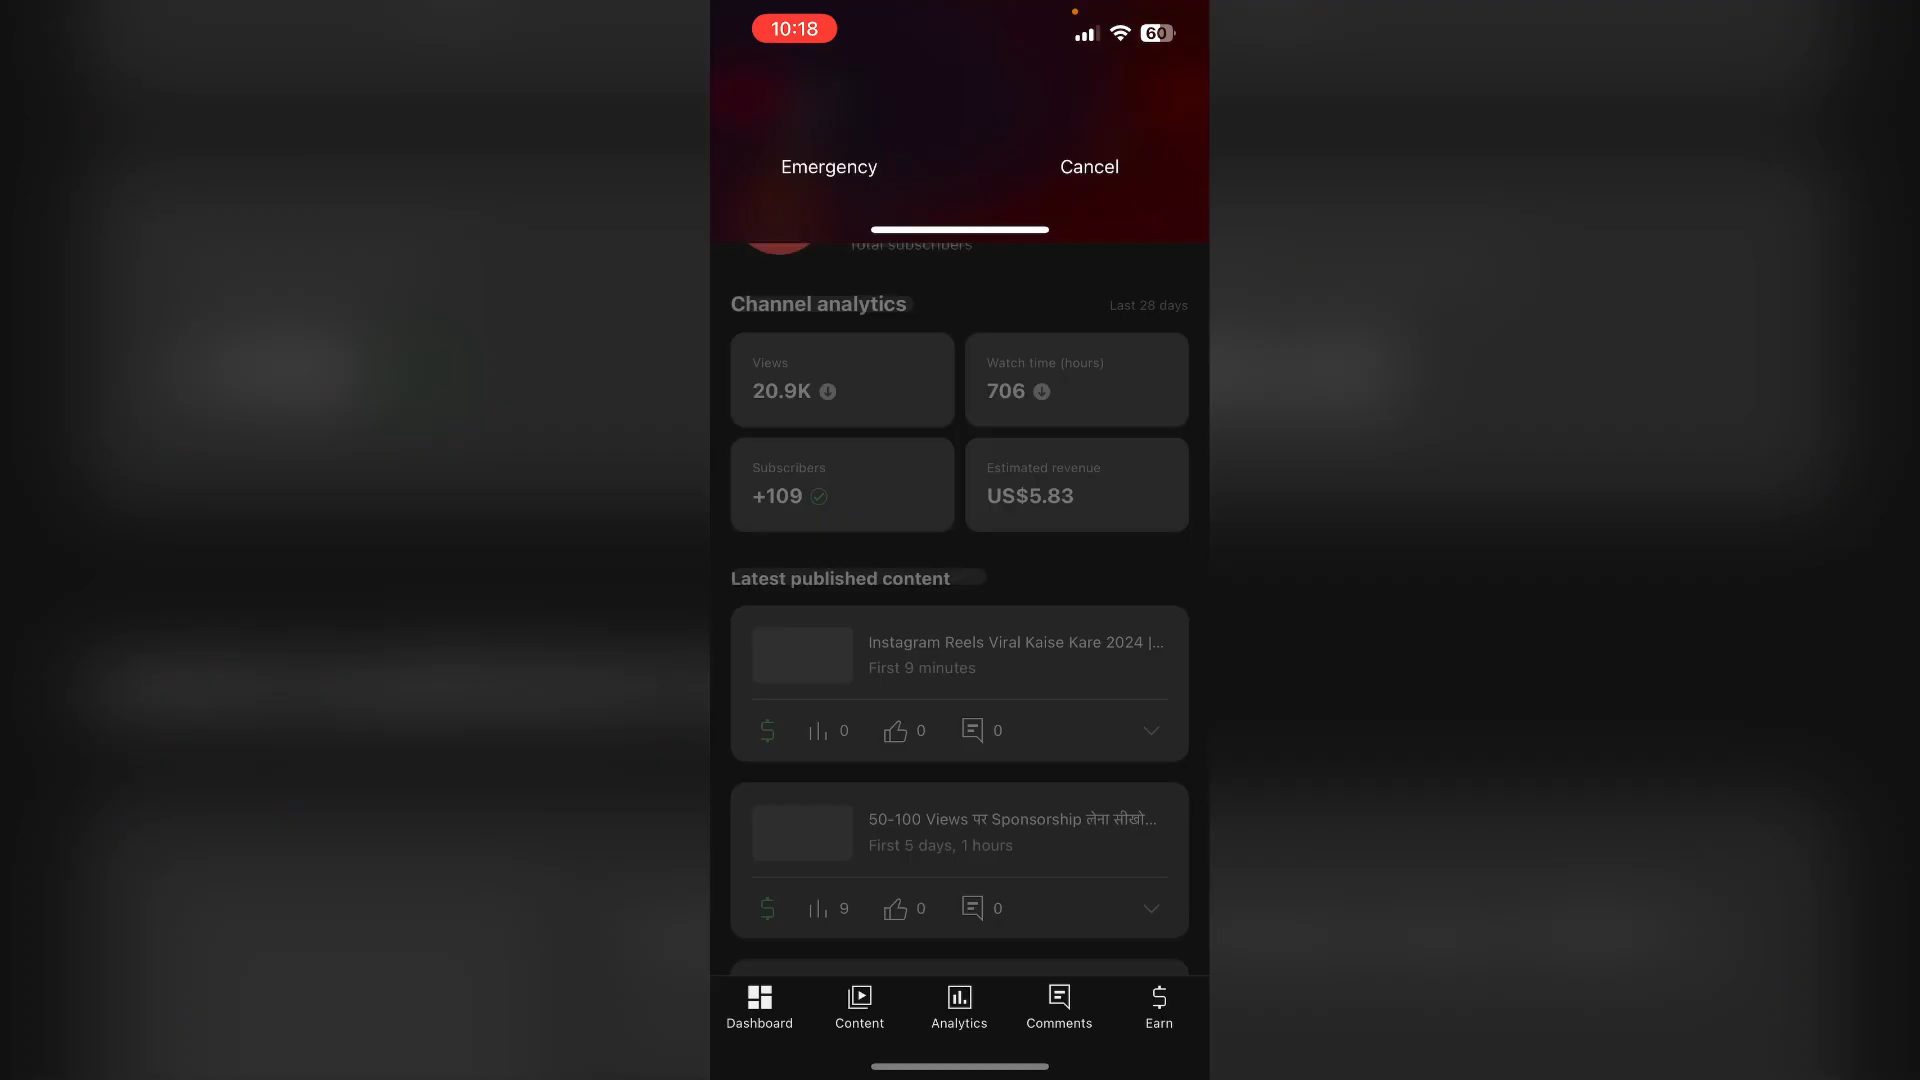 10:18
60
Emergency Cancel
Total subscribers
Channel analytics Last 28 days
Views Watch time (hours)
20.9K 706
Subscribers Estimated revenue
+109 US$5.83
Latest published content
Instagram Reels Viral Kaise Kare 2024 |...
First 9 minutes
0 0 0
50-100 Views पर Sponsorship लेना सीखो...
First 5 days, 1 hours
9 0 0
Dashboard Content Analytics Comments Earn